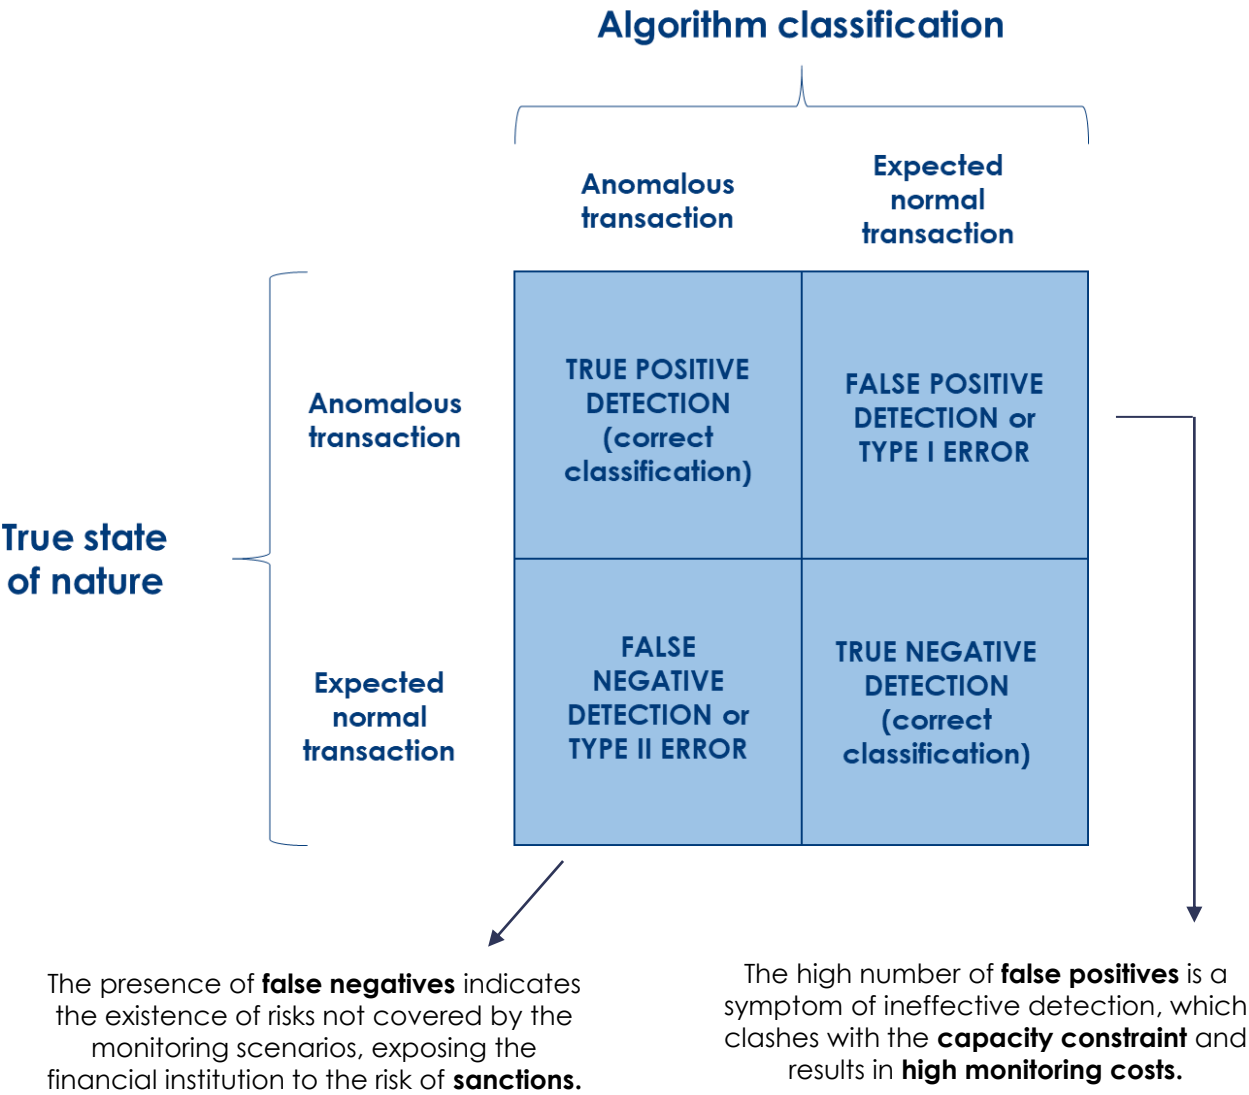 Algorithm classification
Anomalous
transaction
Expected
normal
transaction
True state
of nature
Anomalous
transaction
TRUE POSITIVE
DETECTION
(correct
classification)
FALSE POSITIVE
DETECTION or
TYPE I ERROR
Expected
normal
transaction
FALSE
NEGATIVE
DETECTION or
TYPE II ERROR
TRUE NEGATIVE
DETECTION
(correct
classification)
The presence of false negatives indicates
the existence of risks not covered by the
monitoring scenarios, exposing the
financial institution to the risk of sanctions.
The high number of false positives is a
symptom of ineffective detection, which
clashes with the capacity constraint and
results in high monitoring costs.